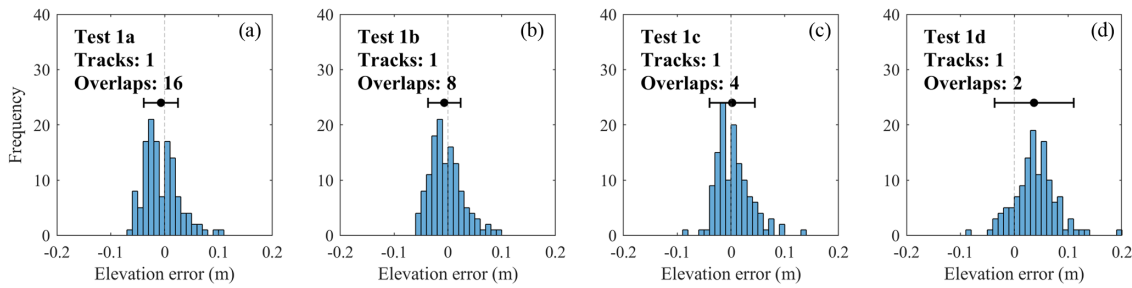 (a)
Test 1a
Tracks: 1
Overlaps: 16
40
30
20
10
0
Frequency
-0.2 -0.1 0 0.1 0.2
Elevation error (m)
(b)
Test 1b
Tracks: 1
Overlaps: 8
40
30
20
10
0
-0.2 -0.1 0 0.1 0.2
Elevation error (m)
(c)
Test 1c
Tracks: 1
Overlaps: 4
40
30
20
10
0
-0.2 -0.1 0 0.1 0.2
Elevation error (m)
(d)
Test 1d
Tracks: 1
Overlaps: 2
40
30
20
10
0
-0.2 -0.1 0 0.1 0.2
Elevation error (m)